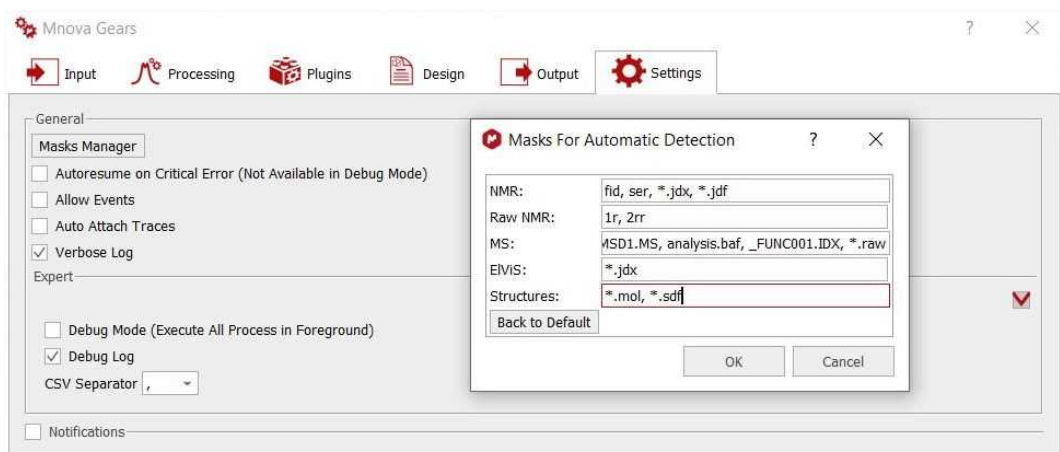 Mnova Gears
?
×
Input
Processing
Plugins
Design
Output
Settings
General
Masks Manager
Autoresume on Critical Error (Not Available in Debug Mode)
Allow Events
Auto Attach Traces
Verbose Log
Expert
Debug Mode (Execute All Process in Foreground)
Debug Log
CSV Separator ,
Notifications
Masks For Automatic Detection
?
×
NMR: fid, ser, *.jdx, *.jdf
Raw NMR: 1r, 2rr
MS: MSD1.MS, analysis.baf, _FUNC001.IDX, *.raw
ElViS: *.jdx
Structures: *.mol, *.sdf
Back to Default
OK
Cancel